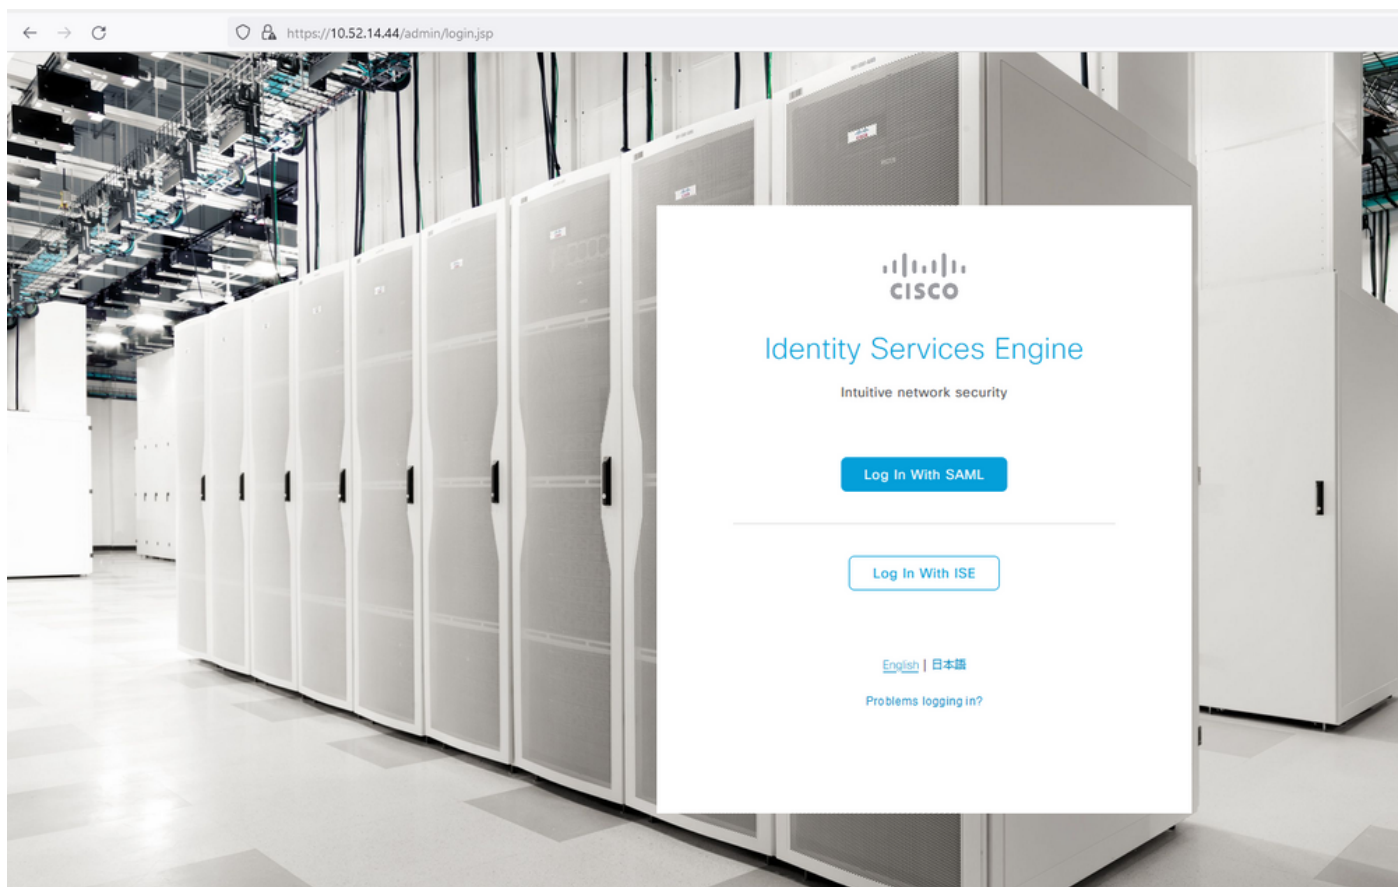 https://10.52.14.44/admin/login.jsp
CISCO
Identity Services Engine
Intuitive network security
Log In With SAML
Log In With ISE
English | 日本語
Problems logging in?